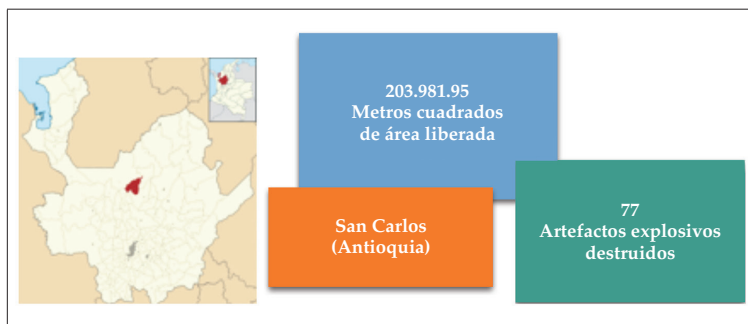 203.981.95
Metros cuadrados
de área liberada
San Carlos
(Antioquia)
77
Artefactos explosivos
destruidos